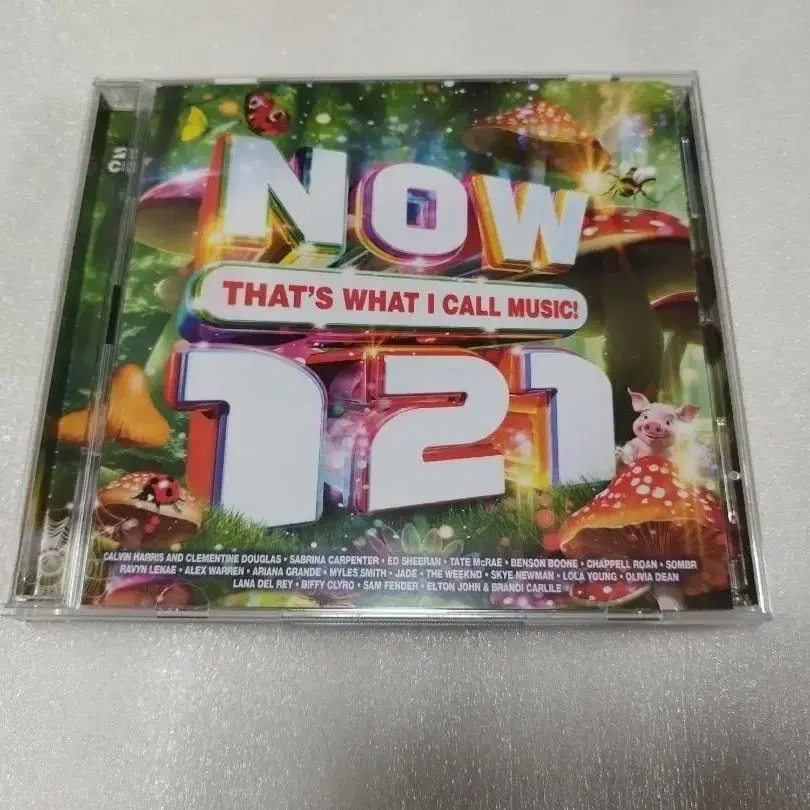 NOW
THAT'S WHAT I CALL MUSIC!
121
CALVIN HARRIS AND CLEMENTINE DOUGLAS • SABRINA CARPENTER • ED SHEERAN • TATE McRAE • BENSON BOONE • CHAPPELL ROAN • SOMBR
RAVYN LENAE • ALEX WARREN • ARIANA GRANDE • MYLES SMITH • JADE • THE WEEKND • SKYE NEWMAN • LOLA YOUNG • OLIVIA DEAN
LANA DEL REY • BIFFY CLYRO • SAM FENDER • ELTON JOHN & BRANDI CARLILE